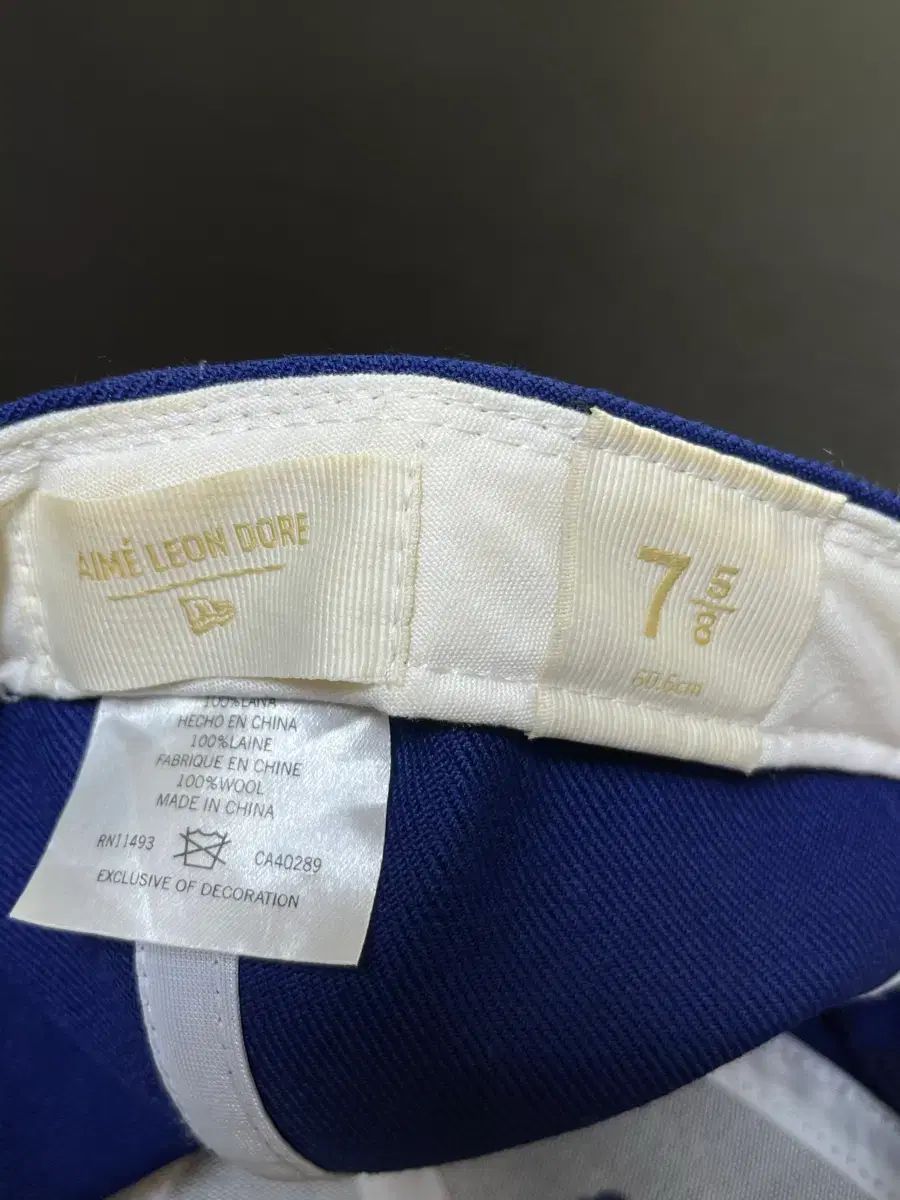 AIMÉ LEON DORE
7 5/8
60.6cm
100%LANA
HECHO EN CHINA
100%LAINE
FABRIQUE EN CHINE
100%WOOL
MADE IN CHINA
RN11493
CA40289
EXCLUSIVE OF DECORATION